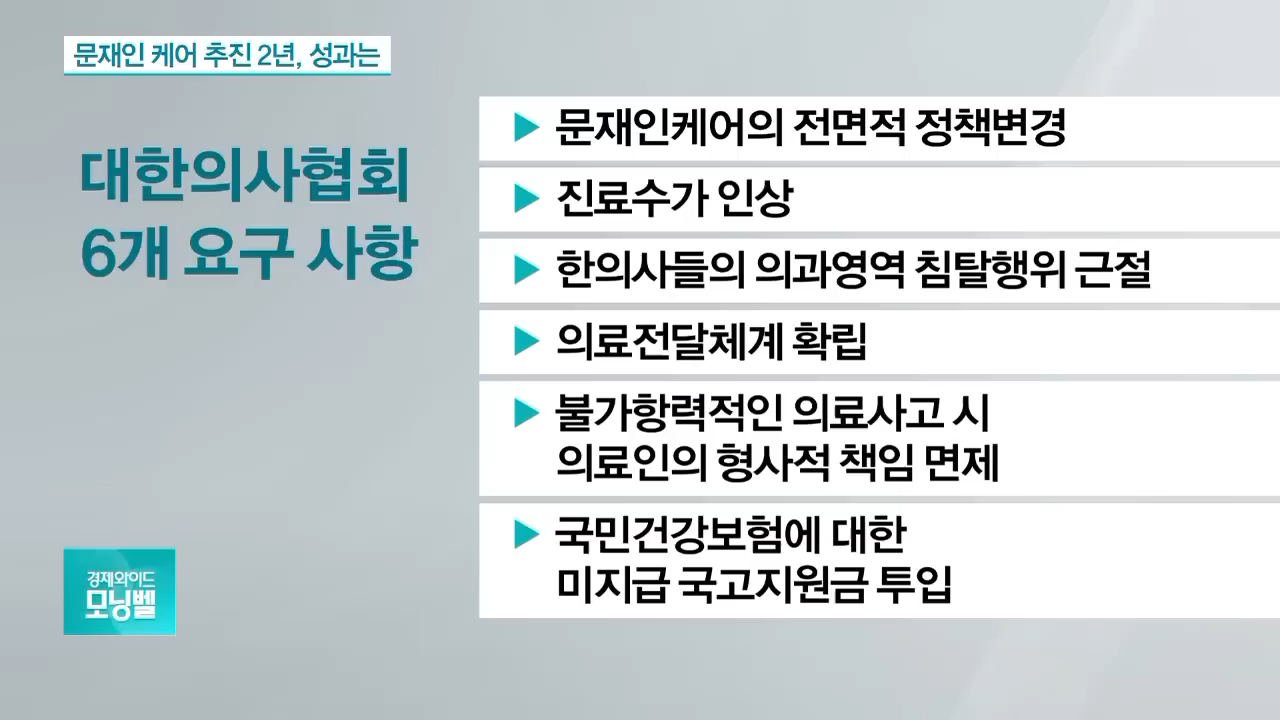 문재인 케어 추진 2년, 성과는
대한의사협회
6개 요구 사항
▶ 문재인케어의 전면적 정책변경
▶ 진료수가 인상
▶ 한의사들의 의과영역 침탈행위 근절
▶ 의료전달체계 확립
▶ 불가항력적인 의료사고 시
의료인의 형사적 책임 면제
▶ 국민건강보험에 대한
미지급 국고지원금 투입
경제와이드
모닝벨